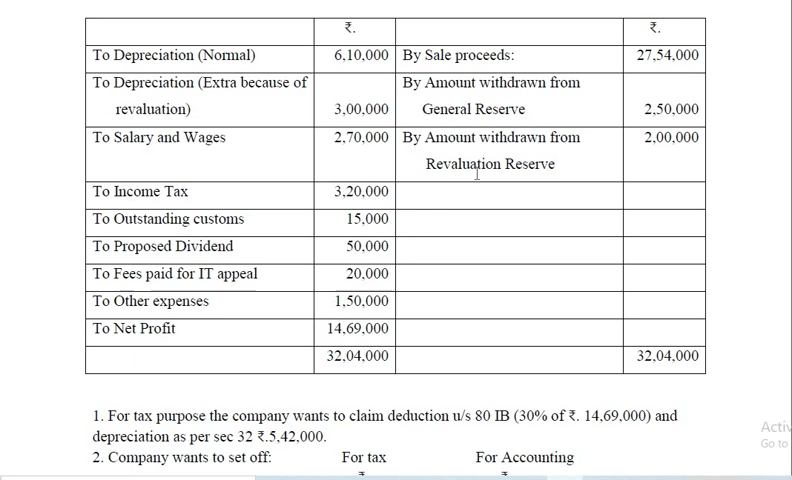 ₹. ₹.
To Depreciation (Normal) 6,10,000 By Sale proceeds: 27,54,000
To Depreciation (Extra because of By Amount withdrawn from
revaluation) 3,00,000 General Reserve 2,50,000
To Salary and Wages 2,70,000 By Amount withdrawn from 2,00,000
Revaluation Reserve
To Income Tax 3,20,000
To Outstanding customs 15,000
To Proposed Dividend 50,000
To Fees paid for IT appeal 20,000
To Other expenses 1,50,000
To Net Profit 14,69,000
32,04,000 32,04,000
1. For tax purpose the company wants to claim deduction u/s 80 IB (30% of ₹. 14,69,000) and
depreciation as per sec 32 ₹.5,42,000.
2. Company wants to set off: For tax For Accounting
Activ
Go to